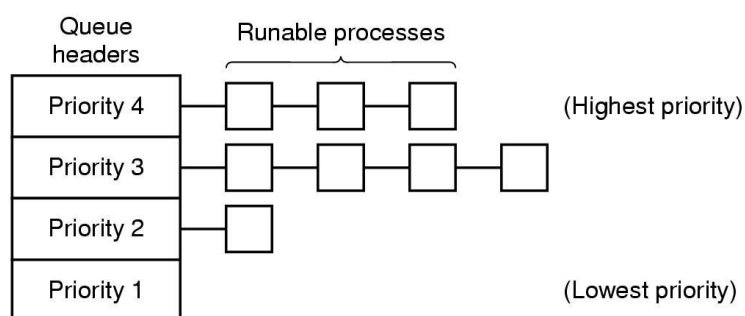 Queue
headers
Runable processes
Priority 4
(Highest priority)
Priority 3
Priority 2
Priority 1
(Lowest priority)